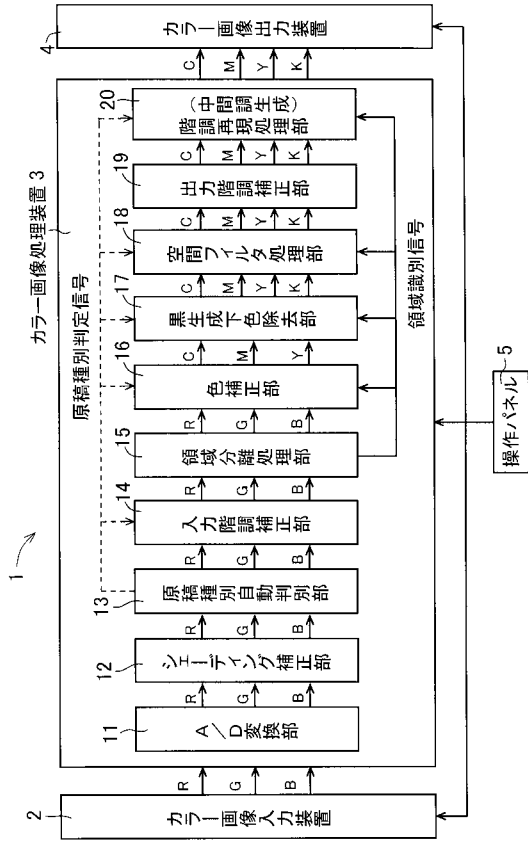 1
カラー画像処理装置 3
原稿種別判定信号
2
カラー画像入力装置
R
G
B
11
A/D変換部
R
G
B
12
シェーディング補正部
R
G
B
13
原稿種別自動判別部
R
G
B
14
入力階調補正部
R
G
B
15
領域分離処理部
R
G
B
16
色補正部
C
M
Y
17
黒生成下色除去部
C
M
Y
K
18
空間フィルタ処理部
C
M
Y
K
19
出力階調補正部
C
M
Y
K
20
階調再現処理部
(中間調生成)
C
M
Y
K
4
カラー画像出力装置
領域識別信号
5
操作パネル